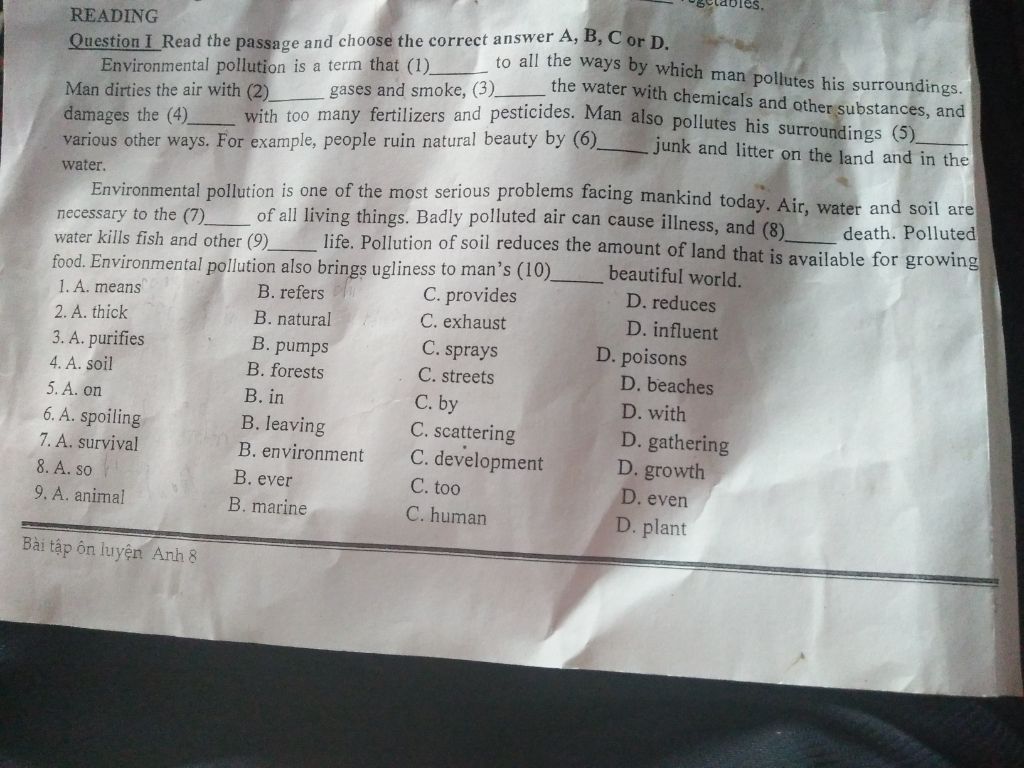 vegetables.
READING
Question I Read the passage and choose the correct answer A, B, C or D.
Environmental pollution is a term that (1)______ to all the ways by which man pollutes his surroundings.
Man dirties the air with (2)______ gases and smoke, (3)_____ the water with chemicals and other substances, and
damages the (4)_____ with too many fertilizers and pesticides. Man also pollutes his surroundings (5)_____
various other ways. For example, people ruin natural beauty by (6)_____ junk and litter on the land and in the
water.
Environmental pollution is one of the most serious problems facing mankind today. Air, water and soil are
necessary to the (7)_____ of all living things. Badly polluted air can cause illness, and (8)_____ death. Polluted
water kills fish and other (9)_____ life. Pollution of soil reduces the amount of land that is available for growing
food. Environmental pollution also brings ugliness to man's (10)_____ beautiful world.
1. A. means B. refers C. provides D. reduces
2. A. thick B. natural C. exhaust D. influent
3. A. purifies B. pumps C. sprays D. poisons
4. A. soil B. forests C. streets D. beaches
5. A. on B. in C. by D. with
6. A. spoiling B. leaving C. scattering D. gathering
7. A. survival B. environment C. development D. growth
8. A. so B. ever C. too D. even
9. A. animal B. marine C. human D. plant
Bài tập ôn luyện Anh 8